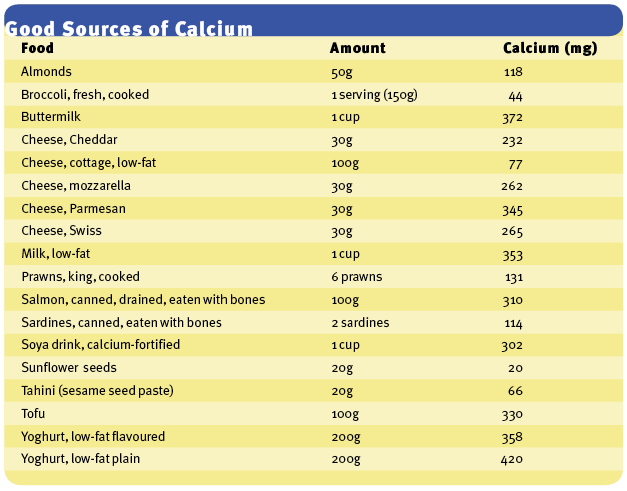 Good Sources of Calcium
Food Amount Calcium (mg)
Almonds 50g 118
Broccoli, fresh, cooked 1 serving (150g) 44
Buttermilk 1 cup 372
Cheese, Cheddar 30g 232
Cheese, cottage, low-fat 100g 77
Cheese, mozzarella 30g 262
Cheese, Parmesan 30g 345
Cheese, Swiss 30g 265
Milk, low-fat 1 cup 353
Prawns, king, cooked 6 prawns 131
Salmon, canned, drained, eaten with bones 100g 310
Sardines, canned, eaten with bones 2 sardines 114
Soya drink, calcium-fortified 1 cup 302
Sunflower seeds 20g 20
Tahini (sesame seed paste) 20g 66
Tofu 100g 330
Yoghurt, low-fat flavoured 200g 358
Yoghurt, low-fat plain 200g 420